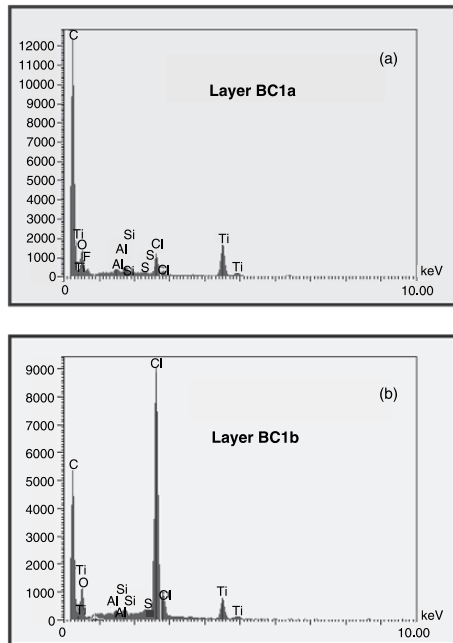 C
(a)
12000
11000
Layer BC1a
10000
9000
8000
7000
6000
5000
4000
3000
2000
Ti Si Cl Ti
O Al S
1000
F
Ti Al Si S Cl Ti
0
keV
0 10.00
9000 Cl
(b)
8000
7000
Layer BC1b
6000
C
5000
4000
3000
2000
Ti Si Cl Ti
1000 O Al Si S
Ti Al Ti
0
keV
0 10.00